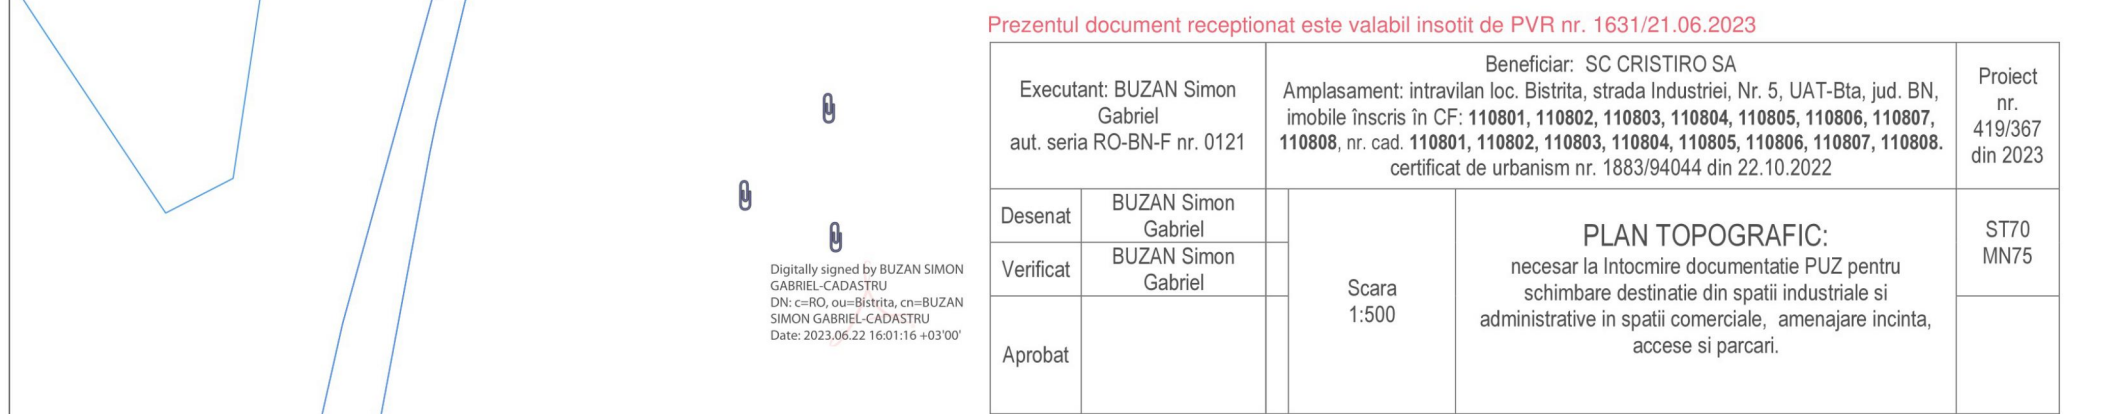 Prezentul document receptionat este valabil insotit de PVR nr. 1631/21.06.2023
Executant: BUZAN Simon
Gabriel
aut. seria RO-BN-F nr. 0121
Beneficiar: SC CRISTIRO SA
Amplasament: intravilan loc. Bistrita, strada Industriei, Nr. 5, UAT-Bta, jud. BN,
imobile înscris în CF: 110801, 110802, 110803, 110804, 110805, 110806, 110807,
110808, nr. cad. 110801, 110802, 110803, 110804, 110805, 110806, 110807, 110808.
certificat de urbanism nr. 1883/94044 din 22.10.2022
Proiect
nr.
419/367
din 2023
Desenat
BUZAN Simon
Gabriel
Verificat
BUZAN Simon
Gabriel
Aprobat
Scara
1:500
PLAN TOPOGRAFIC:
necesar la Intocmire documentatie PUZ pentru
schimbare destinatie din spatii industriale si
administrative in spatii comerciale, amenajare incinta,
accese si parcari.
ST70
MN75
Digitally signed by BUZAN SIMON
GABRIEL-CADASTRU
DN: c=RO, ou=Bistrita, cn=BUZAN
SIMON GABRIEL-CADASTRU
Date: 2023.06.22 16:01:16 +03'00'